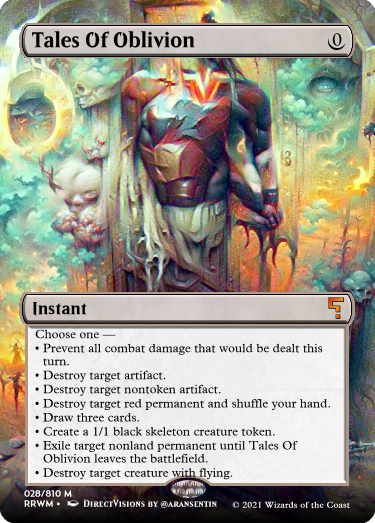 Tales Of Oblivion 0
Instant
Choose one —
• Prevent all combat damage that would be dealt this
turn.
• Destroy target artifact.
• Destroy target nontoken artifact.
• Destroy target red permanent and shuffle your hand.
• Draw three cards.
• Create a 1/1 black skeleton creature token.
• Exile target nonland permanent until Tales Of
Oblivion leaves the battlefield.
• Destroy target creature with flying.
028/810 M
RRWM • DirectVisions by @aransentin © 2021 Wizards of the Coast